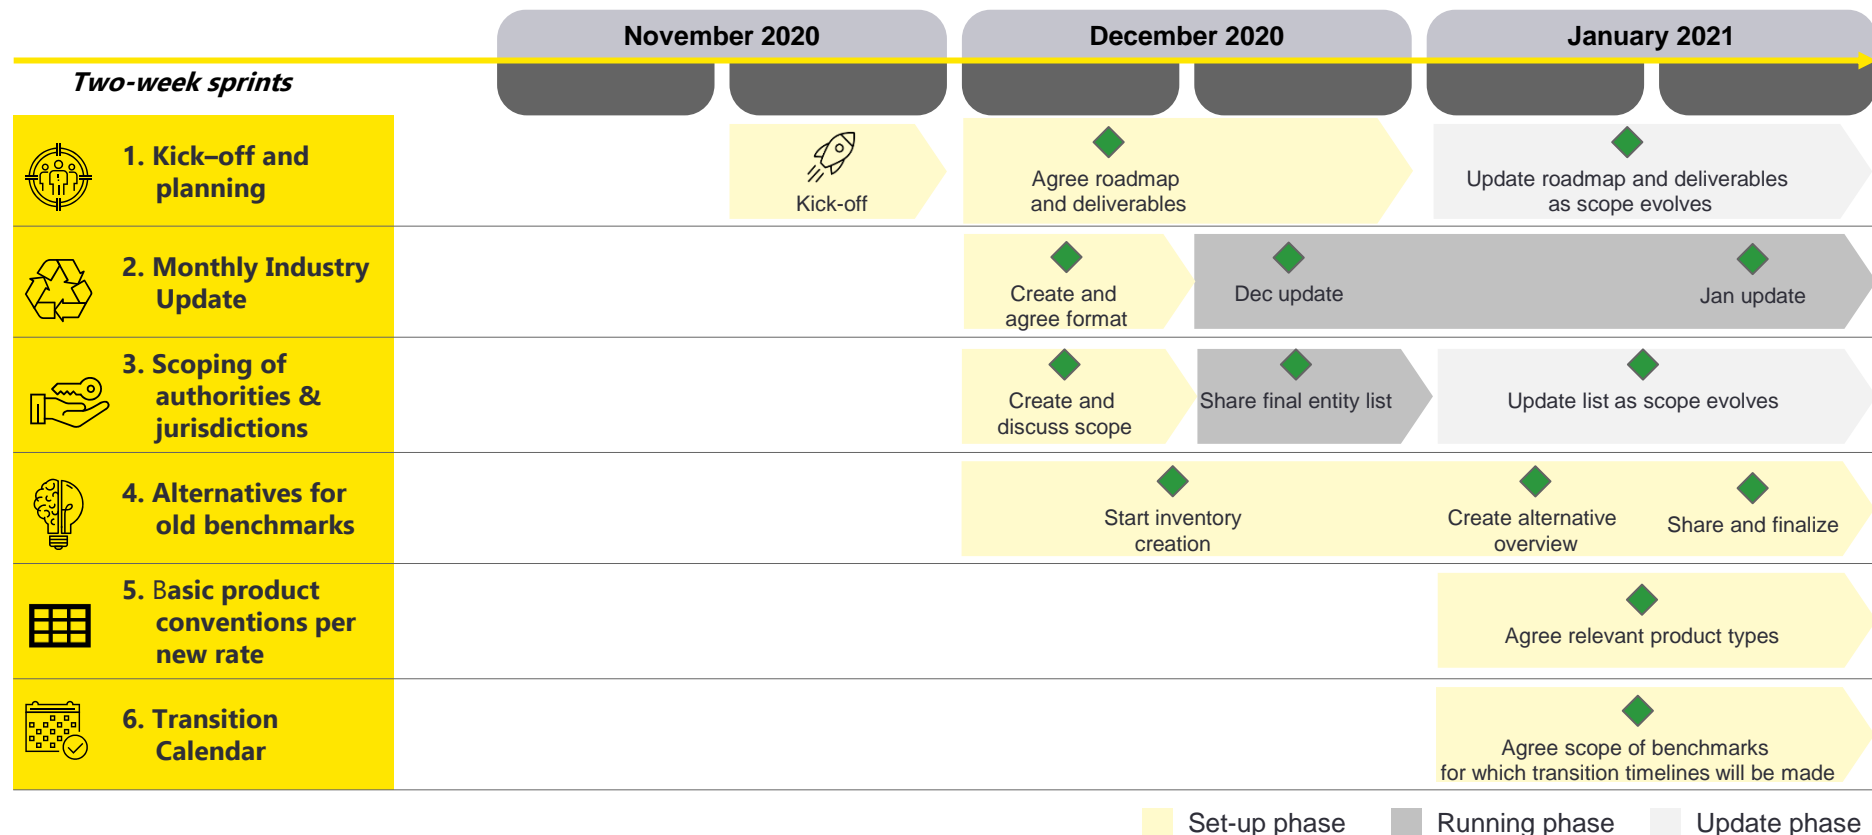 November 2020
December 2020
January 2021
Two-week sprints
1. Kick–off and
planning
Kick-off
Agree roadmap
and deliverables
Update roadmap and deliverables
as scope evolves
2. Monthly Industry
Update
Create and
agree format
Dec update
Jan update
3. Scoping of
authorities &
jurisdictions
Create and
discuss scope
Share final entity list
Update list as scope evolves
4. Alternatives for
old benchmarks
Start inventory
creation
Create alternative
overview
Share and finalize
5. Basic product
conventions per
new rate
Agree relevant product types
6. Transition
Calendar
Agree scope of benchmarks
for which transition timelines will be made
Set-up phase
Running phase
Update phase